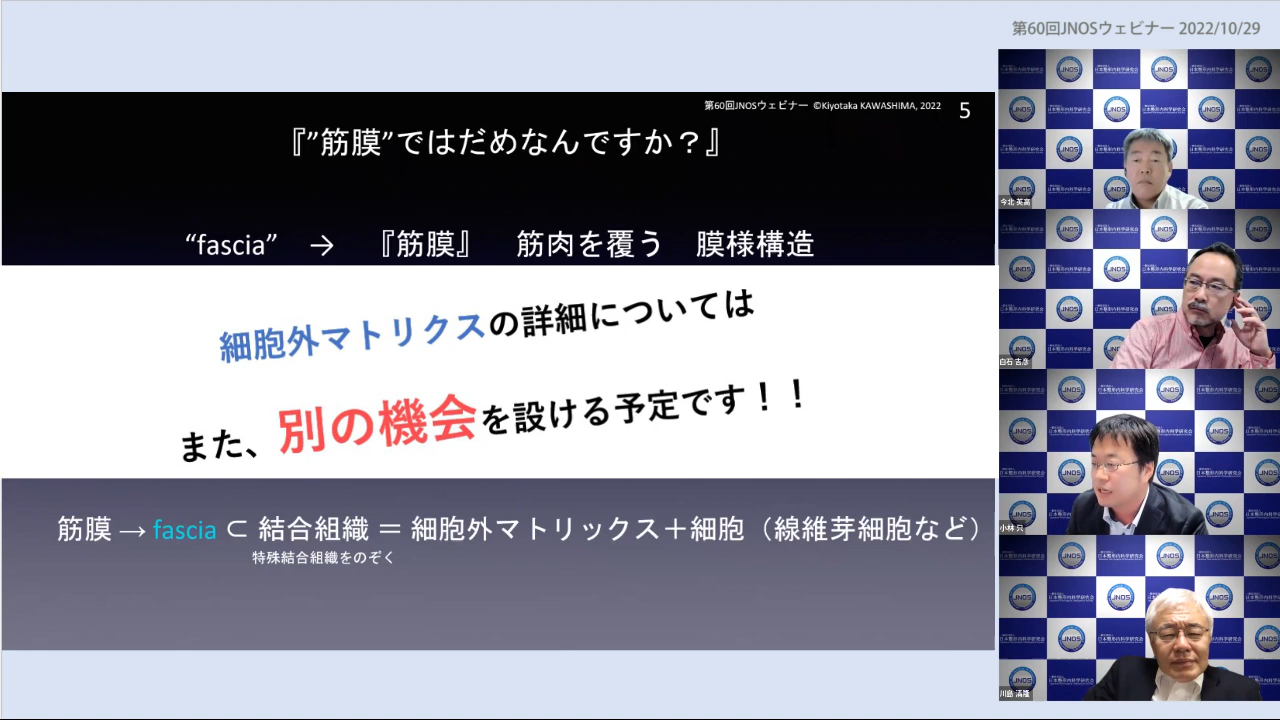 第60回JNOSウェビナー 2022/10/29
第60回JNOSウェビナー ©Kiyotaka KAWASHIMA, 2022
5
『”筋膜”ではだめなんですか？』
“fascia” → 『筋膜』 筋肉を覆う 膜様構造
細胞外マトリクスの詳細については
また、別の機会を設ける予定です！！
筋膜→fascia ⊂ 結合組織 ＝ 細胞外マトリックス＋細胞（線維芽細胞など）
特殊結合組織をのぞく
JNOS
今北 英高
白石 吉彦
小林 只
川島 清隆